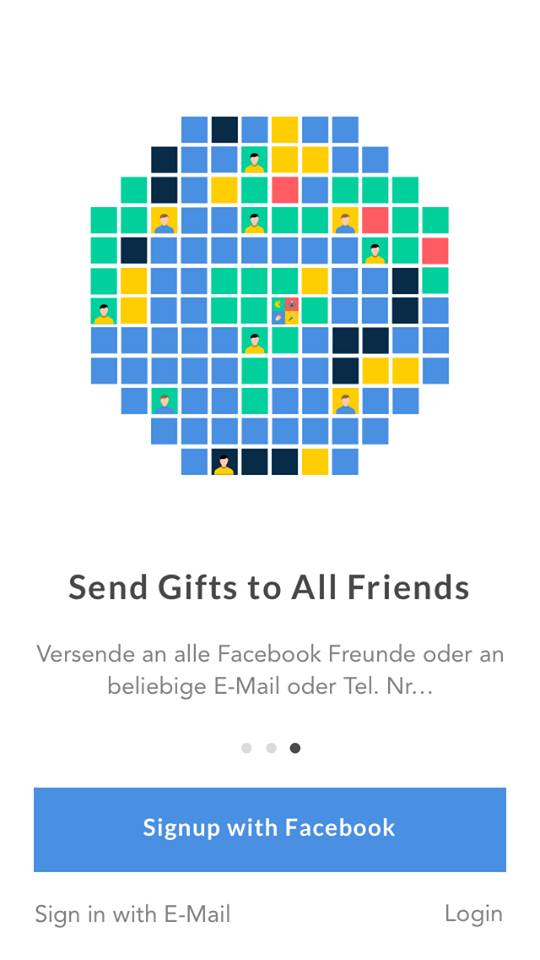 Send Gifts to All Friends
Versende an alle Facebook Freunde oder an
beliebige E-Mail oder Tel. Nr...
Signup with Facebook
Sign in with E-Mail
Login